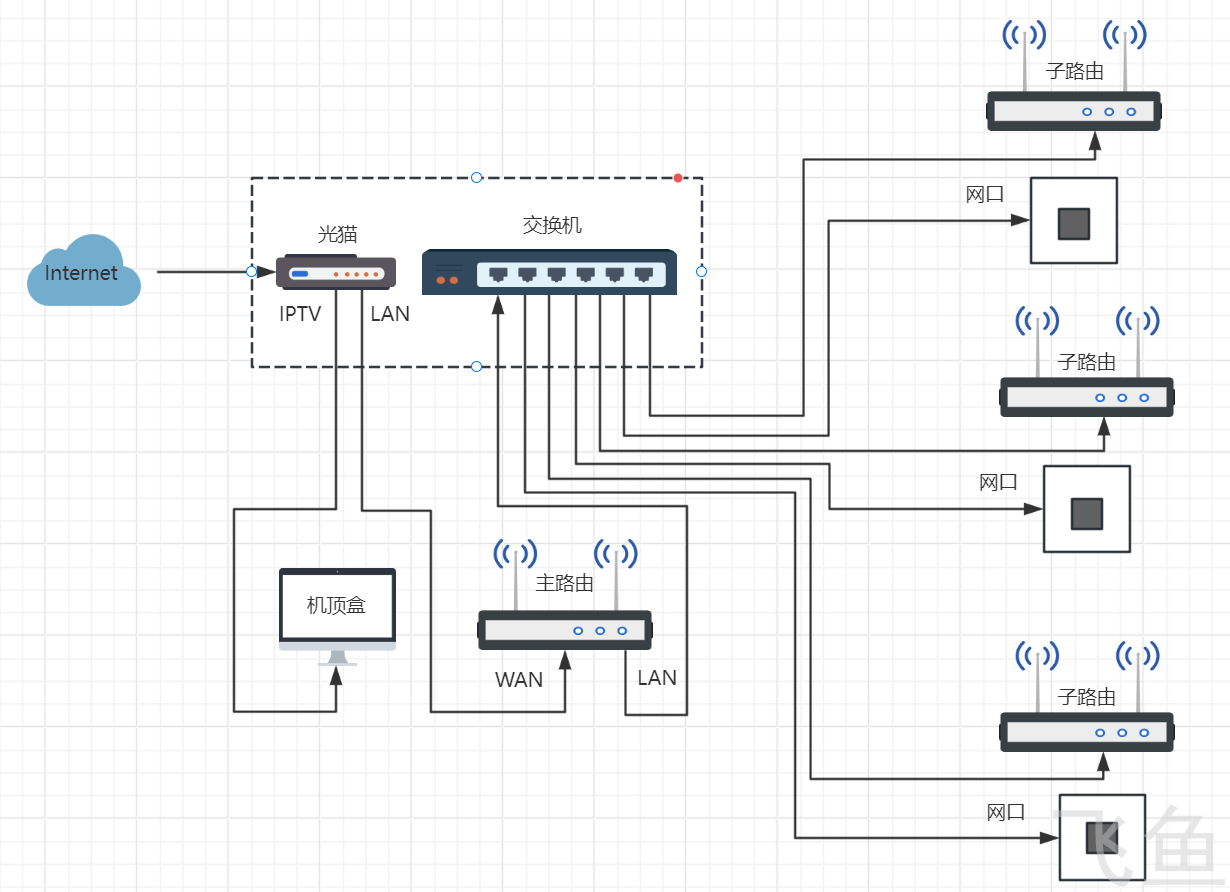 子路由
网口
交换机
光猫
Internet
IPTV
LAN
子路由
网口
主路由
机顶盒
WAN
LAN
子路由
网口
飞鱼